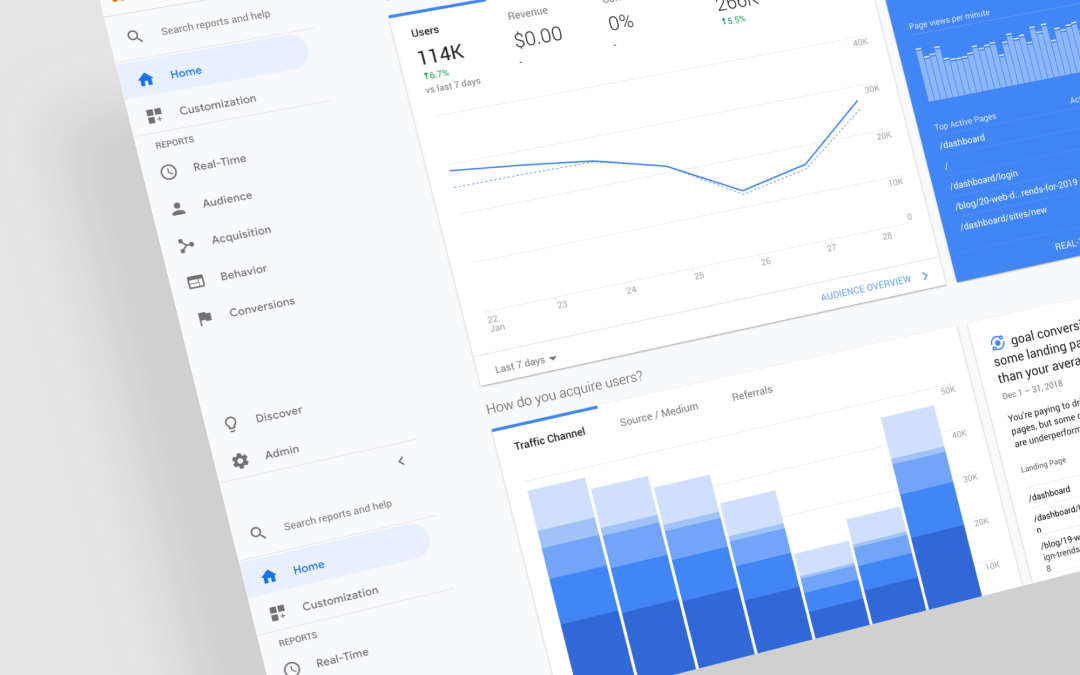 Search reports and help
Home
Customization
REPORTS
Real-Time
Audience
Acquisition
Behavior
Conversions
Discover
Admin
Search reports and help
Home
Customization
REPORTS
Real-Time
Users
114K
6.7%
vs last 7 days
Revenue
$0.00
-
0%
-
266K
5.5%
40K
30K
20K
10K
0
22
Jan
23
24
25
26
27
28
Last 7 days
AUDIENCE OVERVIEW
Page views per minute
Top Active Pages
/dashboard
/
/dashboard/login
/blog/20-web-d...rends-for-2019
/dashboard/sites/new
How do you acquire users?
Traffic Channel
Source / Medium
Referrals
50K
40K
30K
20K
10K
goal conversi
some landing pa
than your avera
Dec 1 – 31, 2018
You're paying to dr
pages, but some o
are underperform
Landing Page
/dashboard
/dashboard/l
n
/blog/19-w
ign-trends
8